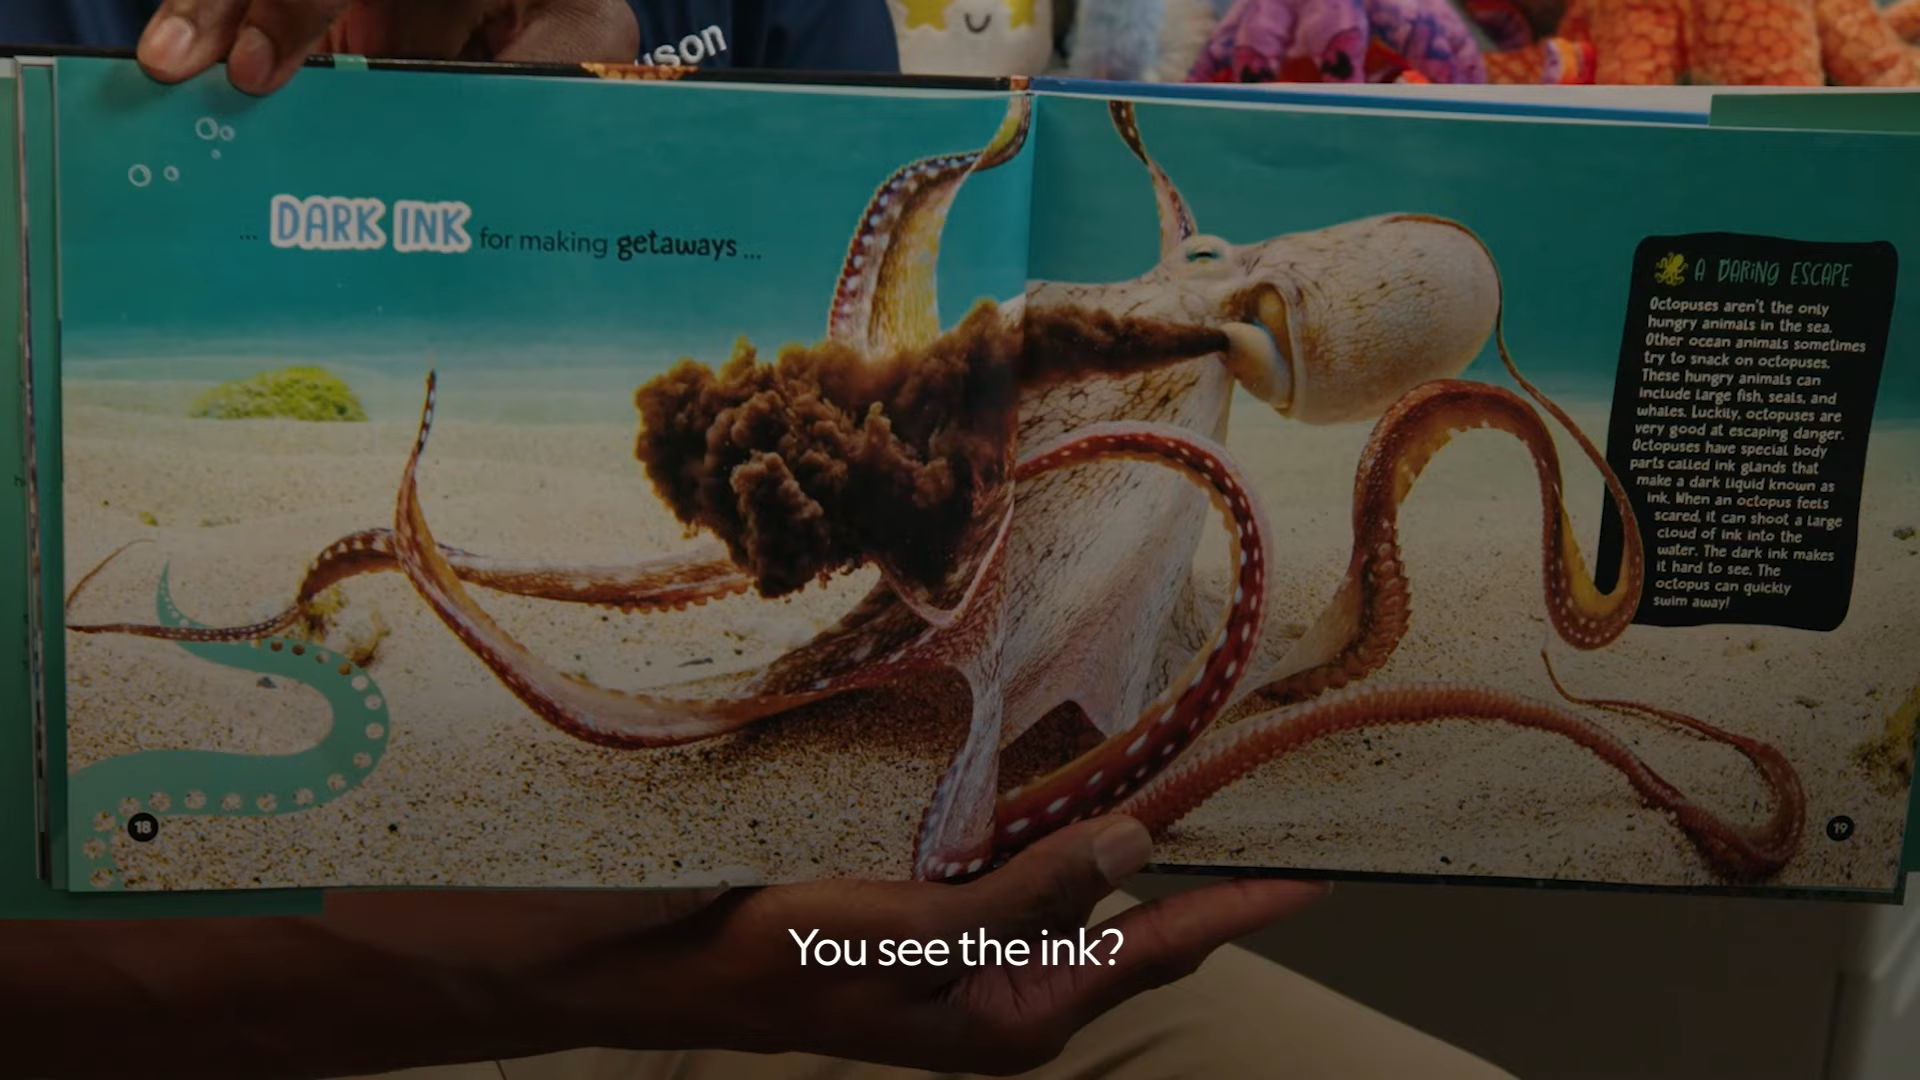 ... DARK INK for making getaways ...
A DARING ESCAPE
Octopuses aren't the only
hungry animals in the sea.
Other ocean animals sometimes
try to snack on octopuses.
These hungry animals can
include large fish, seals, and
whales. Luckily, octopuses are
very good at escaping danger.
Octopuses have special body
parts called ink glands that
make a dark liquid known as
ink. When an octopus feels
scared, it can shoot a large
cloud of ink into the
water. The dark ink makes
it hard to see. The
octopus can quickly
swim away!
18
19
You see the ink?